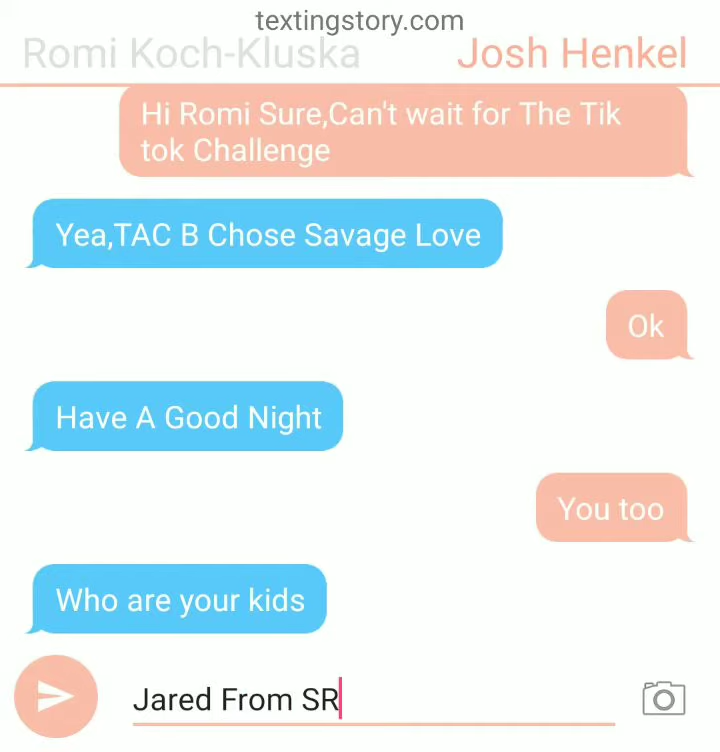 textingstory.com
Romi Koch-Kluska
Josh Henkel
Hi Romi Sure,Can't wait for The Tik
tok Challenge
Yea,TAC B Chose Savage Love
Ok
Have A Good Night
You too
Who are your kids
Jared From SR